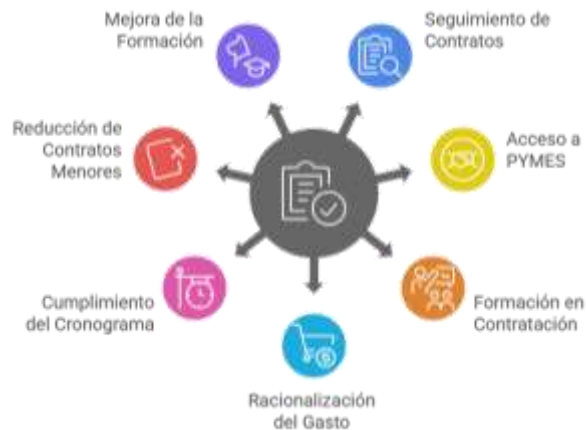 Mejora de la
Formación
Seguimiento de
Contratos
Reducción de
Contratos
Menores
Acceso a
PYMES
Cumplimiento
del Cronograma
Formación en
Contratación
Racionalización
del Gasto